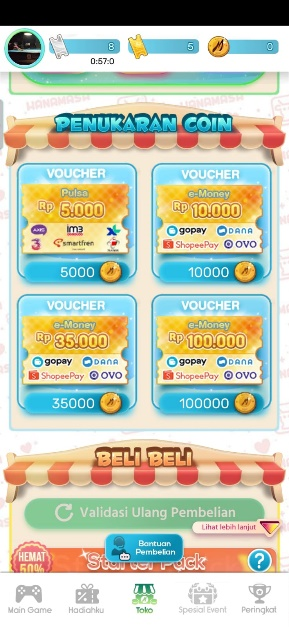 8 5 0
0:57:0
PENUKARAN COIN
VOUCHER VOUCHER
Pulsa e-Money
Rp 5.000 Rp 10.000
AXIS im3 XL gopay DANA
3 smartfren ShopeePay OVO
5000 10000
VOUCHER VOUCHER
e-Money e-Money
Rp 35.000 Rp 100.000
gopay DANA gopay DANA
ShopeePay OVO ShopeePay OVO
35000 100000
BELI BELI
Validasi Ulang Pembelian
Lihat lebih lanjut
Bantuan
Pembelian
HEMAT
50%
Starter Pack
?
Main Game Hadiahku Toko Spesial Event Peringkat